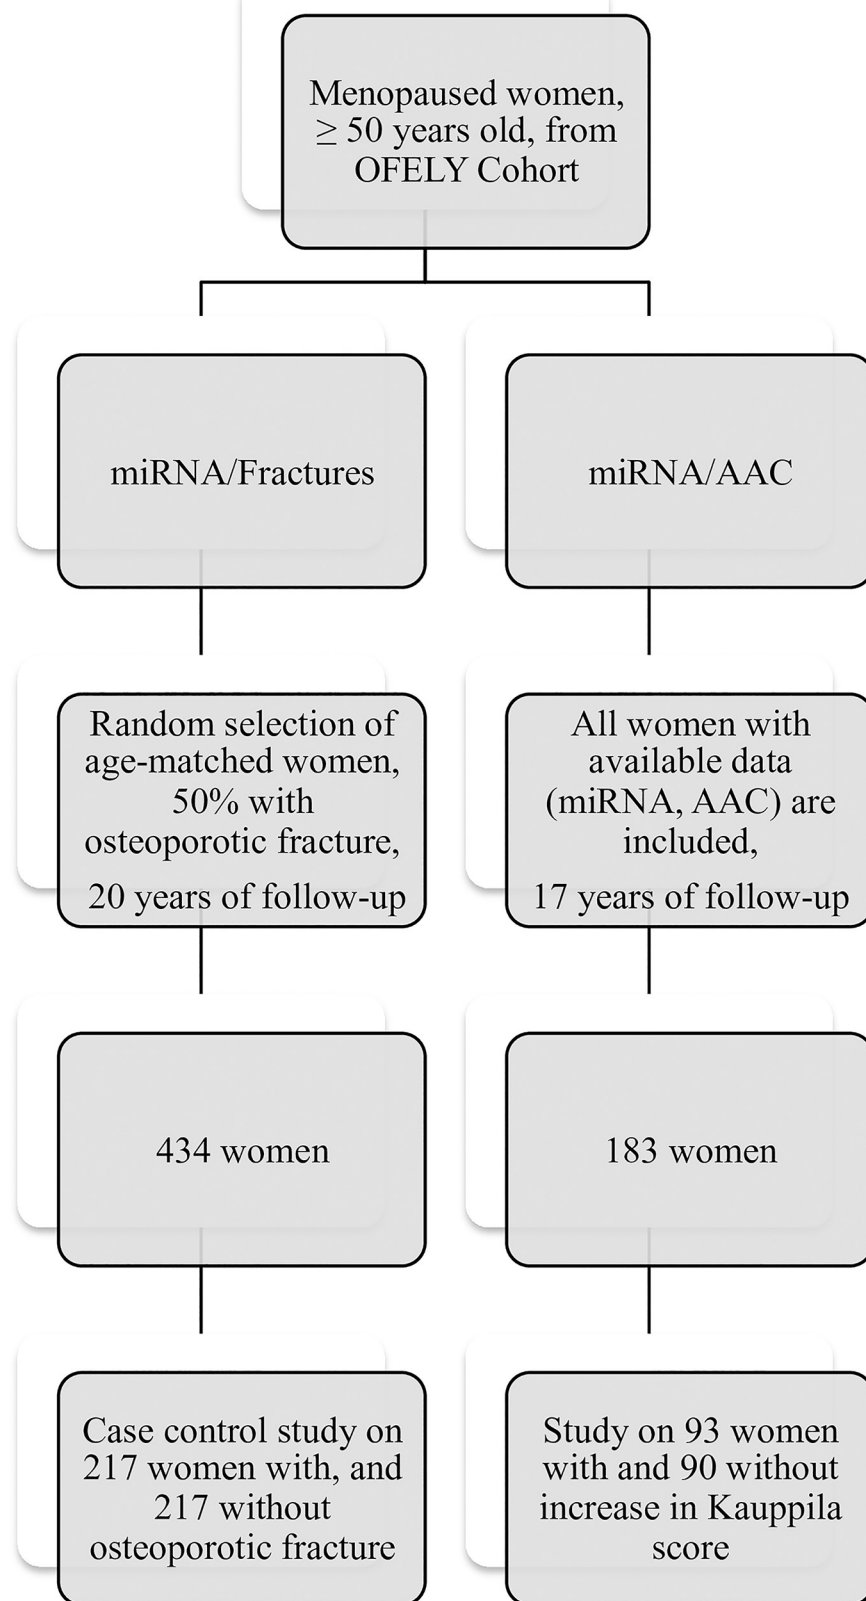 Menopaused women,
≥ 50 years old, from
OFELY Cohort
miRNA/Fractures
miRNA/AAC
Random selection of
age-matched women,
50% with
osteoporotic fracture,
20 years of follow-up
All women with
available data
(miRNA, AAC) are
included,
17 years of follow-up
434 women
183 women
Case control study on
217 women with, and
217 without
osteoporotic fracture
Study on 93 women
with and 90 without
increase in Kauppila
score